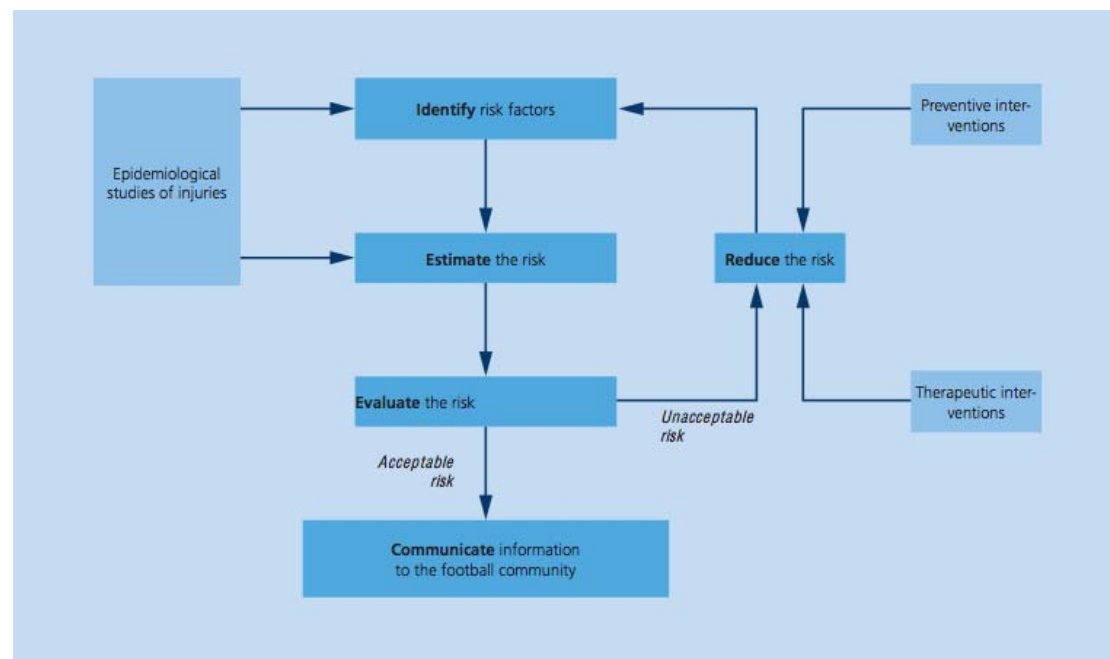 Identify risk factors
Preventive inter-
ventions
Epidemiological
studies of injuries
Estimate the risk
Reduce the risk
Evaluate the risk
Unacceptable
risk
Therapeutic inter-
ventions
Acceptable
risk
Communicate information
to the football community